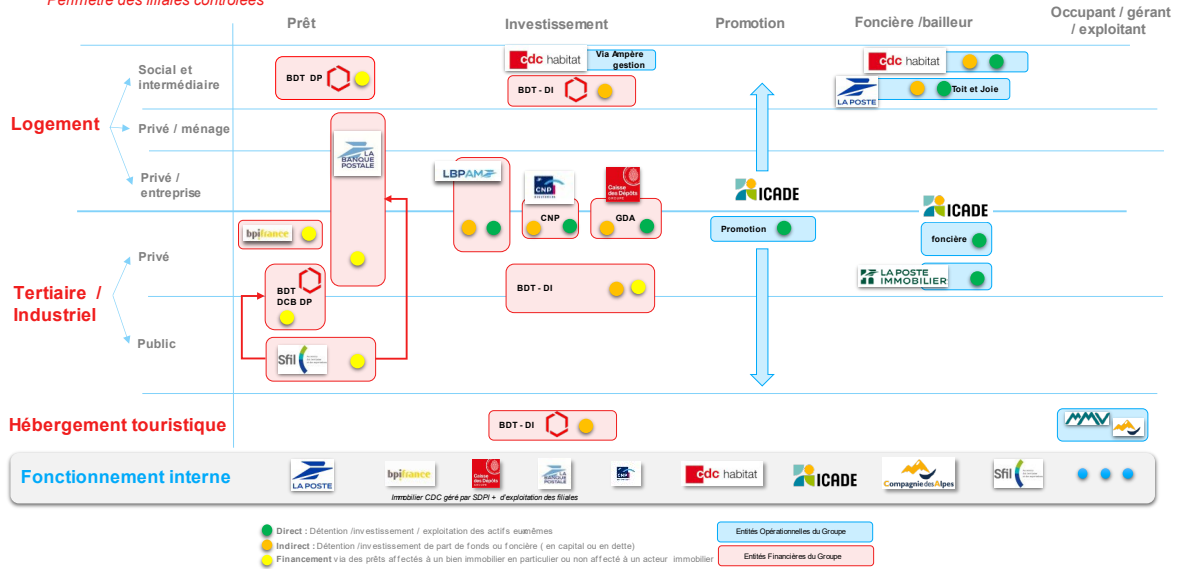 Périmètre des filiales contrôlées
Prêt
Investissement
Promotion
Foncière /bailleur
Occupant / gérant
/ exploitant
Logement
Social et
intermédiaire
Privé / ménage
Privé /
entreprise
Tertiaire /
Industriel
Privé
Public
Hébergement touristique
BDT DP
cdc habitat
Via Ampère
gestion
BDT - DI
cdc habitat
LA POSTE
Toit et Joie
LA
BANQUE
POSTALE
LBPAM
CNP
CNP
Caisse
des Dépôts
GROUPE
GDA
ICADE
Promotion
ICADE
foncière
bpifrance
BDT
DCB DP
BDT - DI
LA POSTE
IMMOBILIER
Sfil
BDT - DI
MMV
Fonctionnement interne
LA POSTE
bpifrance
Caisse
des Dépôts
LA
BANQUE
POSTALE
CNP
cdc habitat
ICADE
Compagnie des Alpes
Sfil
Immobilier CDC géré par SDPI + d'exploitation des filiales
Direct : Détention /investissement / exploitation des actifs eux-mêmes
Indirect : Détention /investissement de part de fonds ou foncière ( en capital ou en dette)
Financement via des prêts affectés à un bien immobilier en particulier ou non affecté à un acteur immobilier
Entités Opérationnelles du Groupe
Entités Financières du Groupe